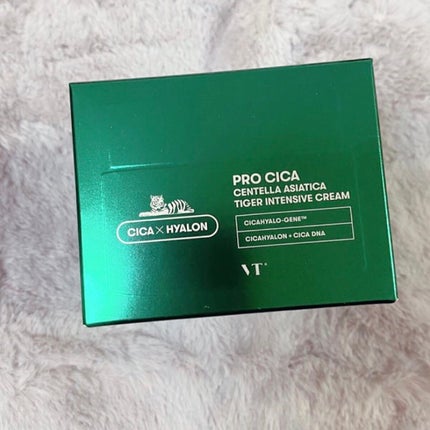 PRO CICA
CENTELLA ASIATICA
TIGER INTENSIVE CREAM
CICA × HYALON
CICAHYALO-GENE™
CICAHYALON + CICA DNA
VT®